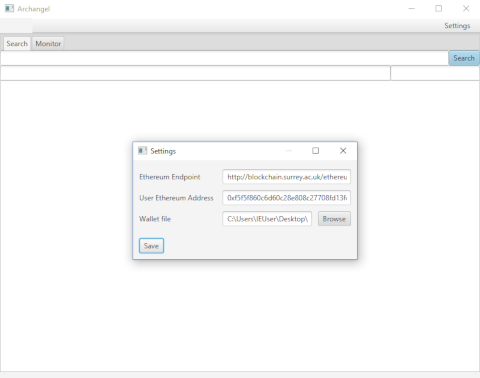 Archangel
Settings
Search Monitor
Search
Settings
Ethereum Endpoint http://blockchain.surrey.ac.uk/ethereu
User Ethereum Address 0xf5f5f860c6d60c28e808c27708fd13f
Wallet file C:\Users\IEUser\Desktop\ Browse
Save